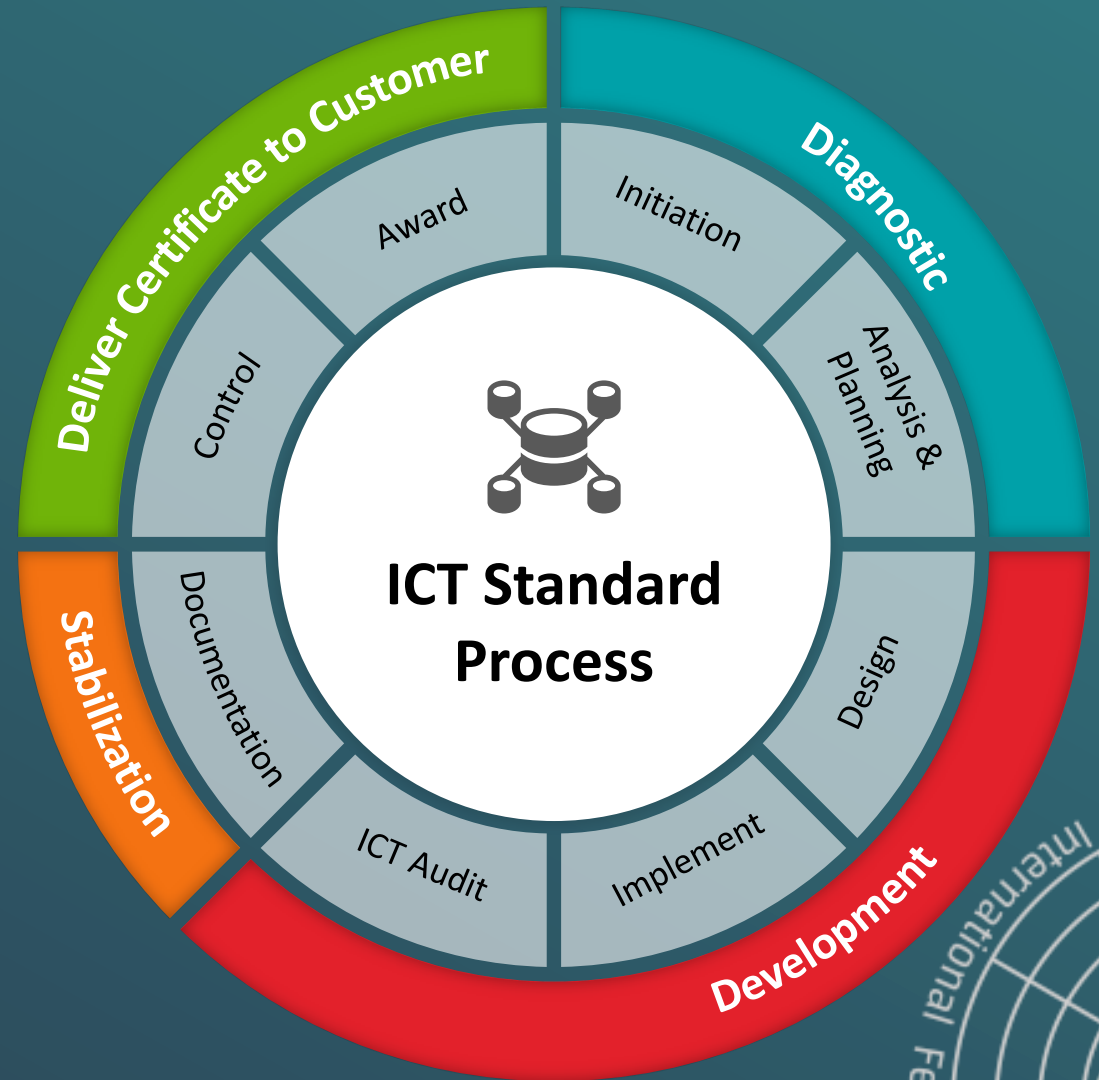 ICT Standard
Process
Diagnostic
Initiation
Analysis &
Planning
Development
Design
Implement
ICT Audit
Stabilization
Documentation
Deliver Certificate to Customer
Control
Award
International